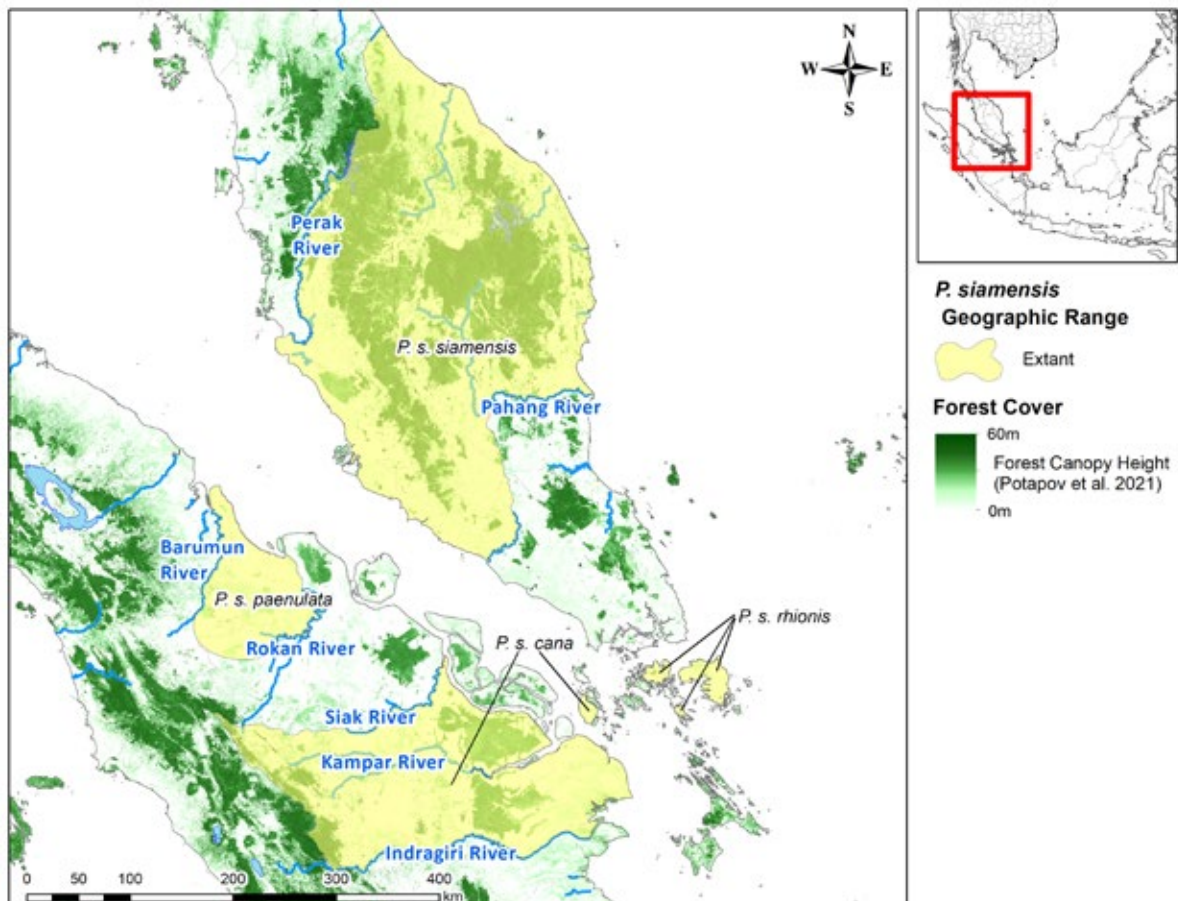 N
W E
S
Perak
River
P. s. siamensis
Pahang River
Barumun
River
P. s. paenulata
Rokan River
P. s. cana
P. s. rhionis
Siak River
Kampar River
Indragiri River
0 50 100 200 300 400
km
P. siamensis
Geographic Range
Extant
Forest Cover
60m
Forest Canopy Height
(Potapov et al. 2021)
0m